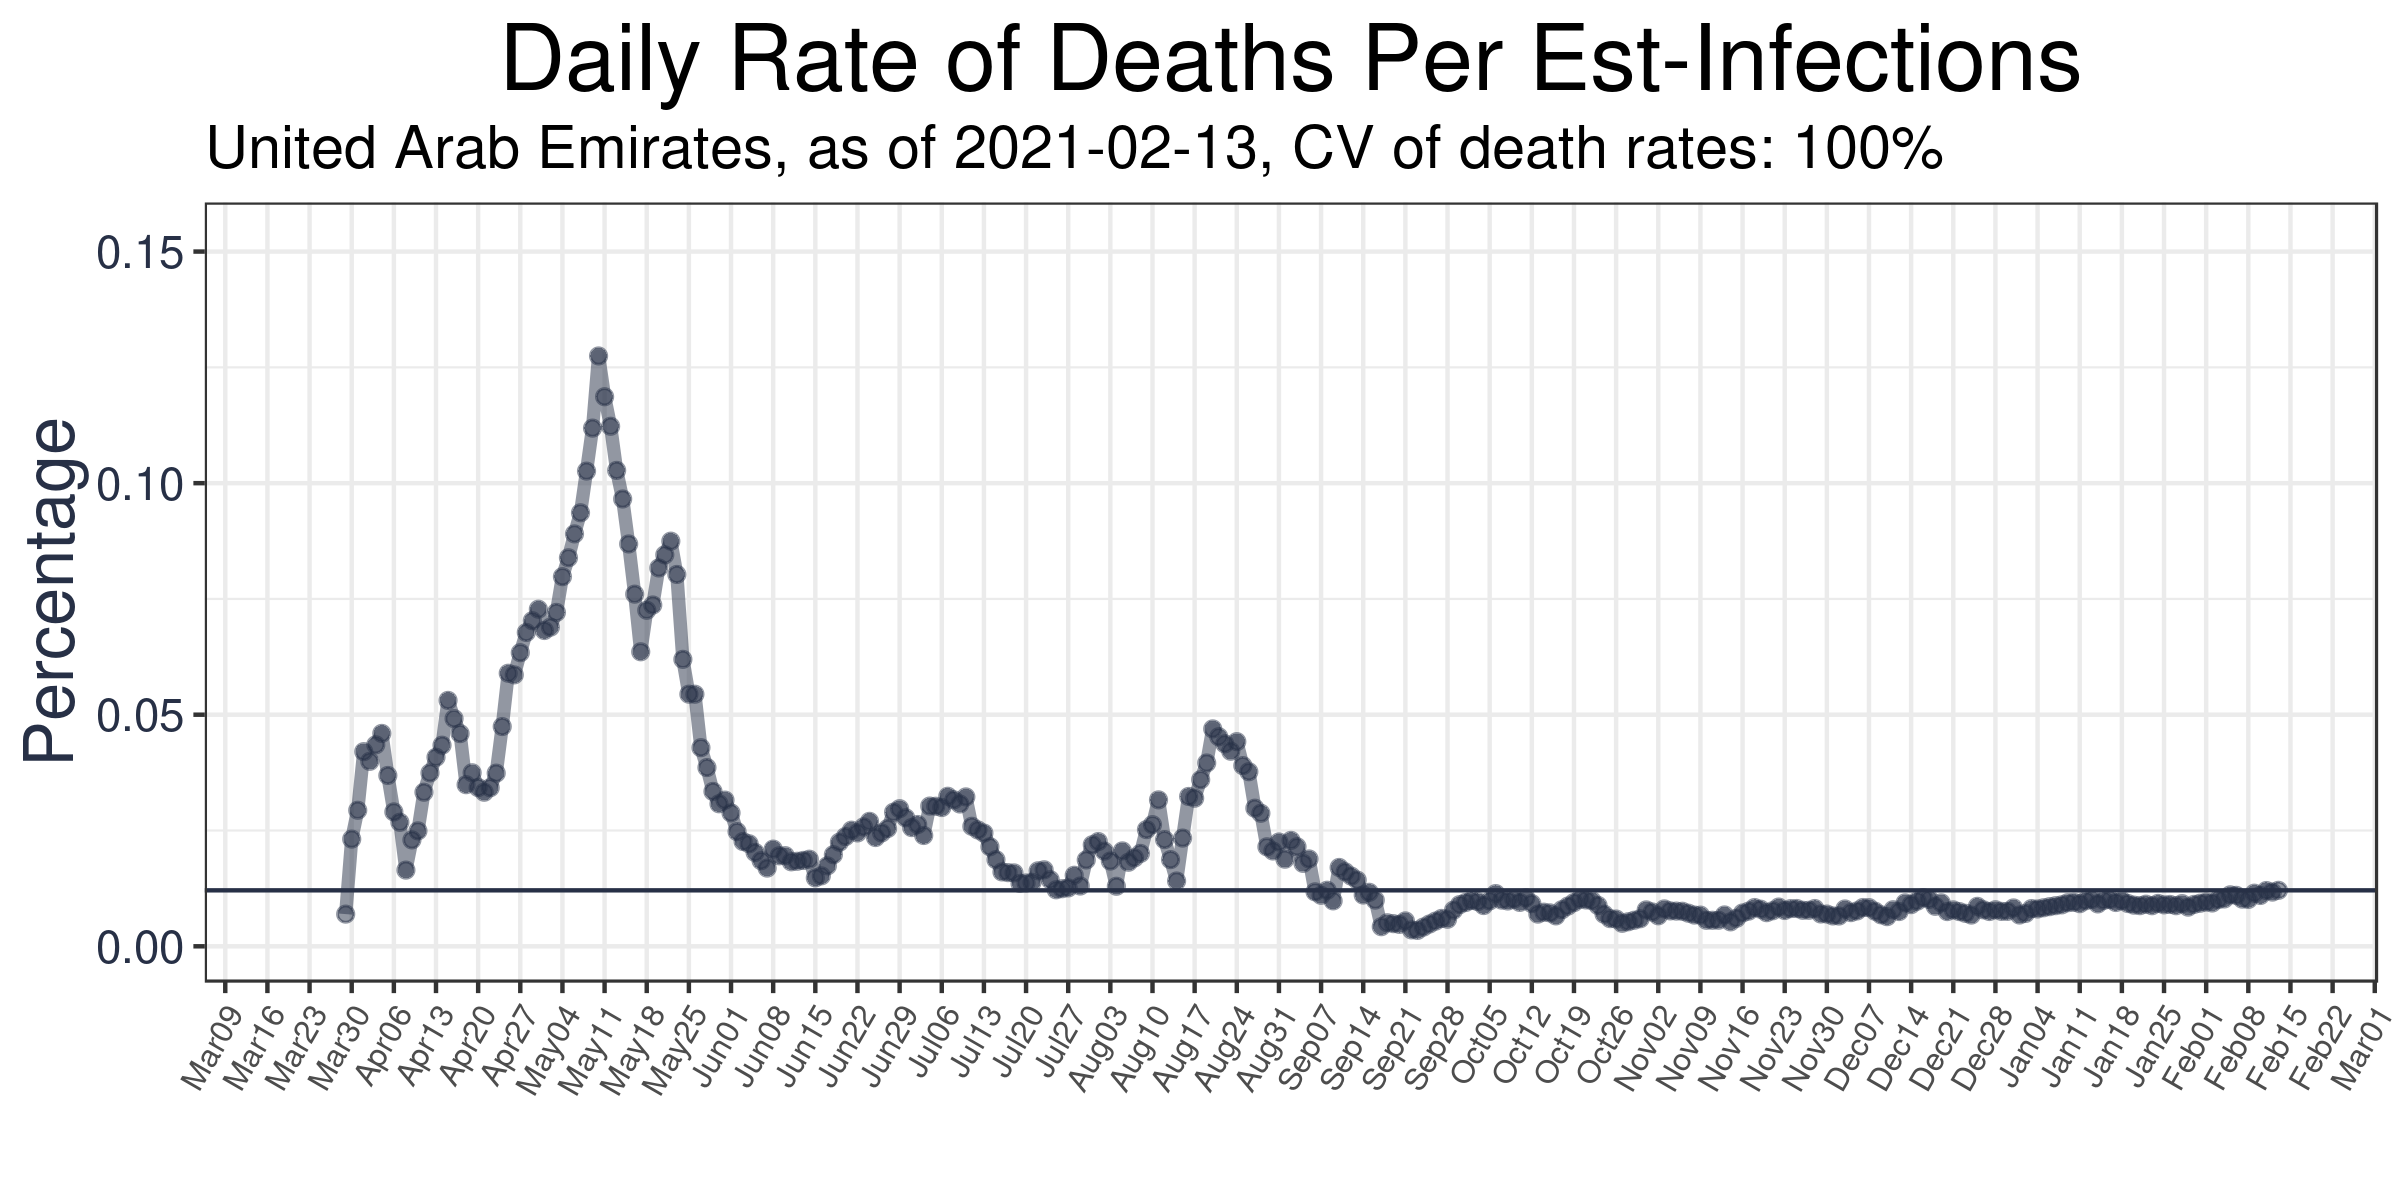 Daily Rate of Deaths Per Est-Infections
United Arab Emirates, as of 2021-02-13, CV of death rates: 100%
Percentage
0.15
0.10
0.05
0.00
Mar09
Mar16
Mar23
Mar30
Apr06
Apr13
Apr20
Apr27
May04
May11
May18
May25
Jun01
Jun08
Jun15
Jun22
Jun29
Jul06
Jul13
Jul20
Jul27
Aug03
Aug10
Aug17
Aug24
Aug31
Sep07
Sep14
Sep21
Sep28
Oct05
Oct12
Oct19
Oct26
Nov02
Nov09
Nov16
Nov23
Nov30
Dec07
Dec14
Dec21
Dec28
Jan04
Jan11
Jan18
Jan25
Feb01
Feb08
Feb15
Feb22
Mar01